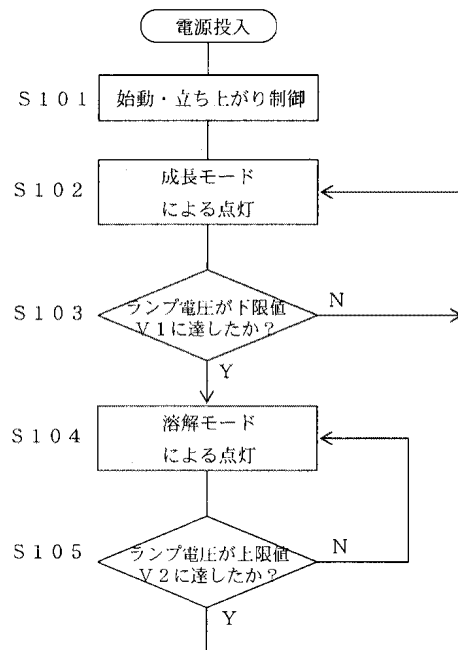 電源投入
S101
始動・立ち上がり制御
S102
成長モード
による点灯
S103
ランプ電圧が下限値
V1に達したか？
N
Y
S104
溶解モード
による点灯
S105
ランプ電圧が上限値
V2に達したか？
N
Y